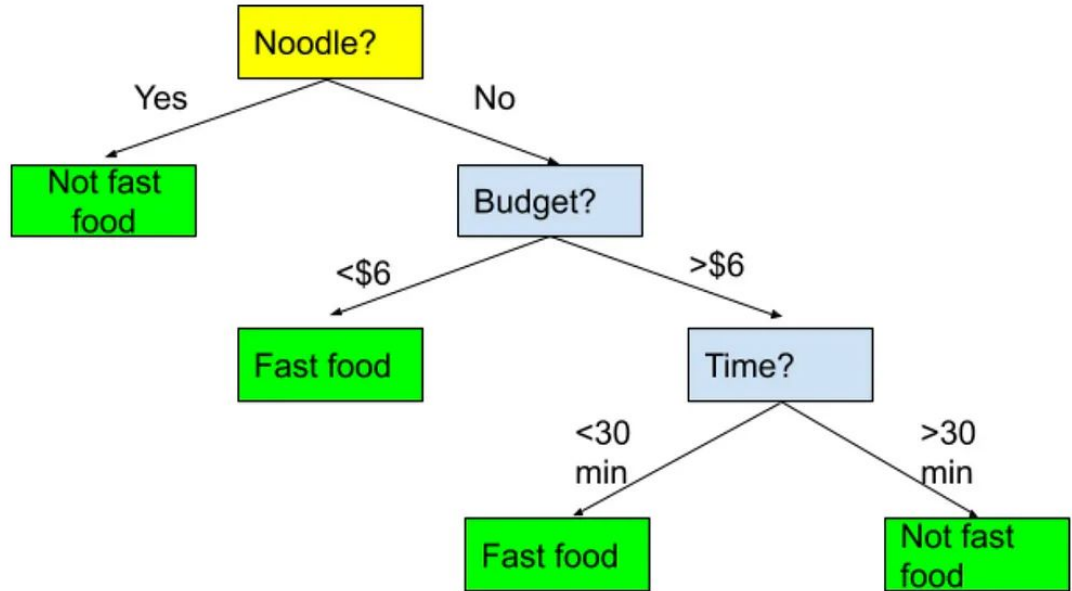 Noodle?
Yes
No
Not fast
food
Budget?
<$6
>$6
Fast food
Time?
<30
min
>30
min
Fast food
Not fast
food